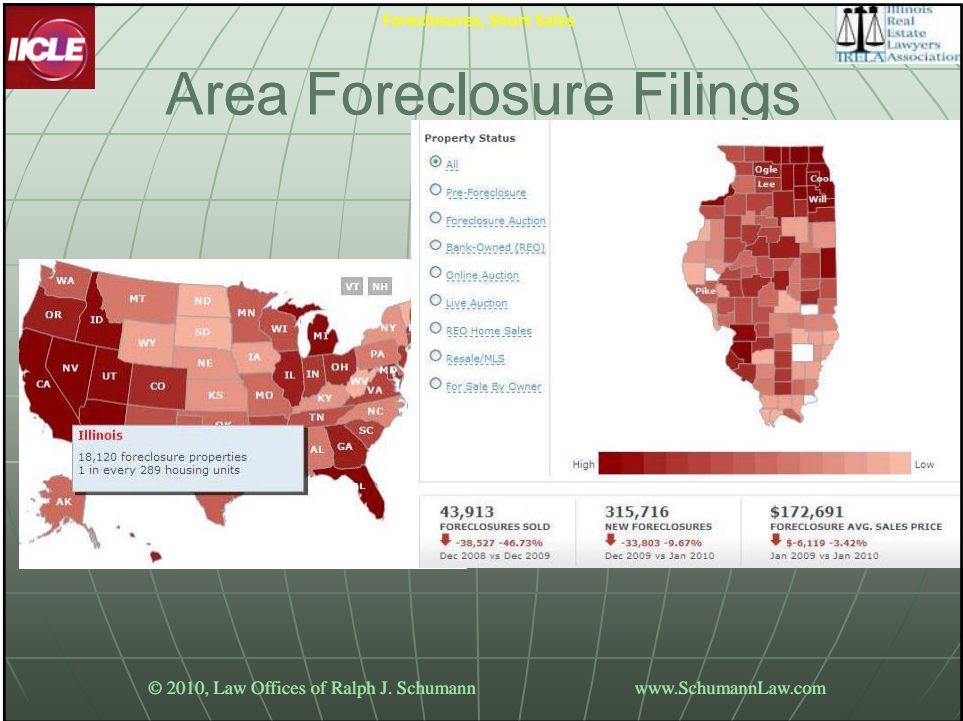 Foreclosures, Short Sales
IICLE
Illinois
Real
Estate
Lawyers
IRELA Association
Area Foreclosure Filings
Property Status
All
Pre-Foreclosure
Foreclosure Auction
Bank-Owned (REO)
Online Auction
Live Auction
REO Home Sales
Resale/MLS
For Sale By Owner
Ogle
Lee
Will
Pike
High
Low
WA
MT
ND
MN
VT
NH
OR
ID
WY
SD
WI
MI
NY
NV
UT
CO
NE
IA
IL
IN
OH
PA
CA
KS
MO
KY
WV
VA
TN
NC
SC
AL
GA
AK
Illinois
18,120 foreclosure properties
1 in every 289 housing units
43,913
FORECLOSURES SOLD
-38,527 -46.73%
Dec 2008 vs Dec 2009
315,716
NEW FORECLOSURES
-33,803 -9.67%
Dec 2009 vs Jan 2010
$172,691
FORECLOSURE AVG. SALES PRICE
$-6,119 -3.42%
Jan 2009 vs Jan 2010
© 2010, Law Offices of Ralph J. Schumann
www.SchumannLaw.com